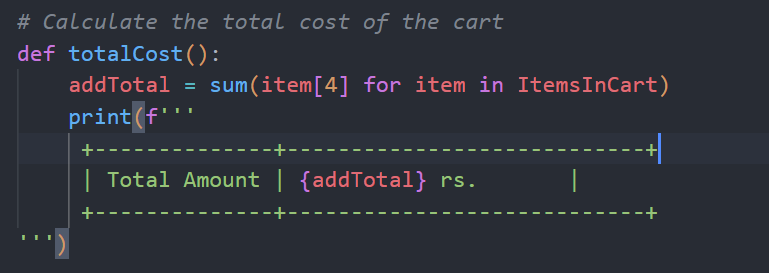 # Calculate the total cost of the cart
def totalCost():
    addTotal = sum(item[4] for item in ItemsInCart)
    print(f'''
     +--------------+----------------------------+
     | Total Amount | {addTotal} rs.       |
     +--------------+----------------------------+
''')